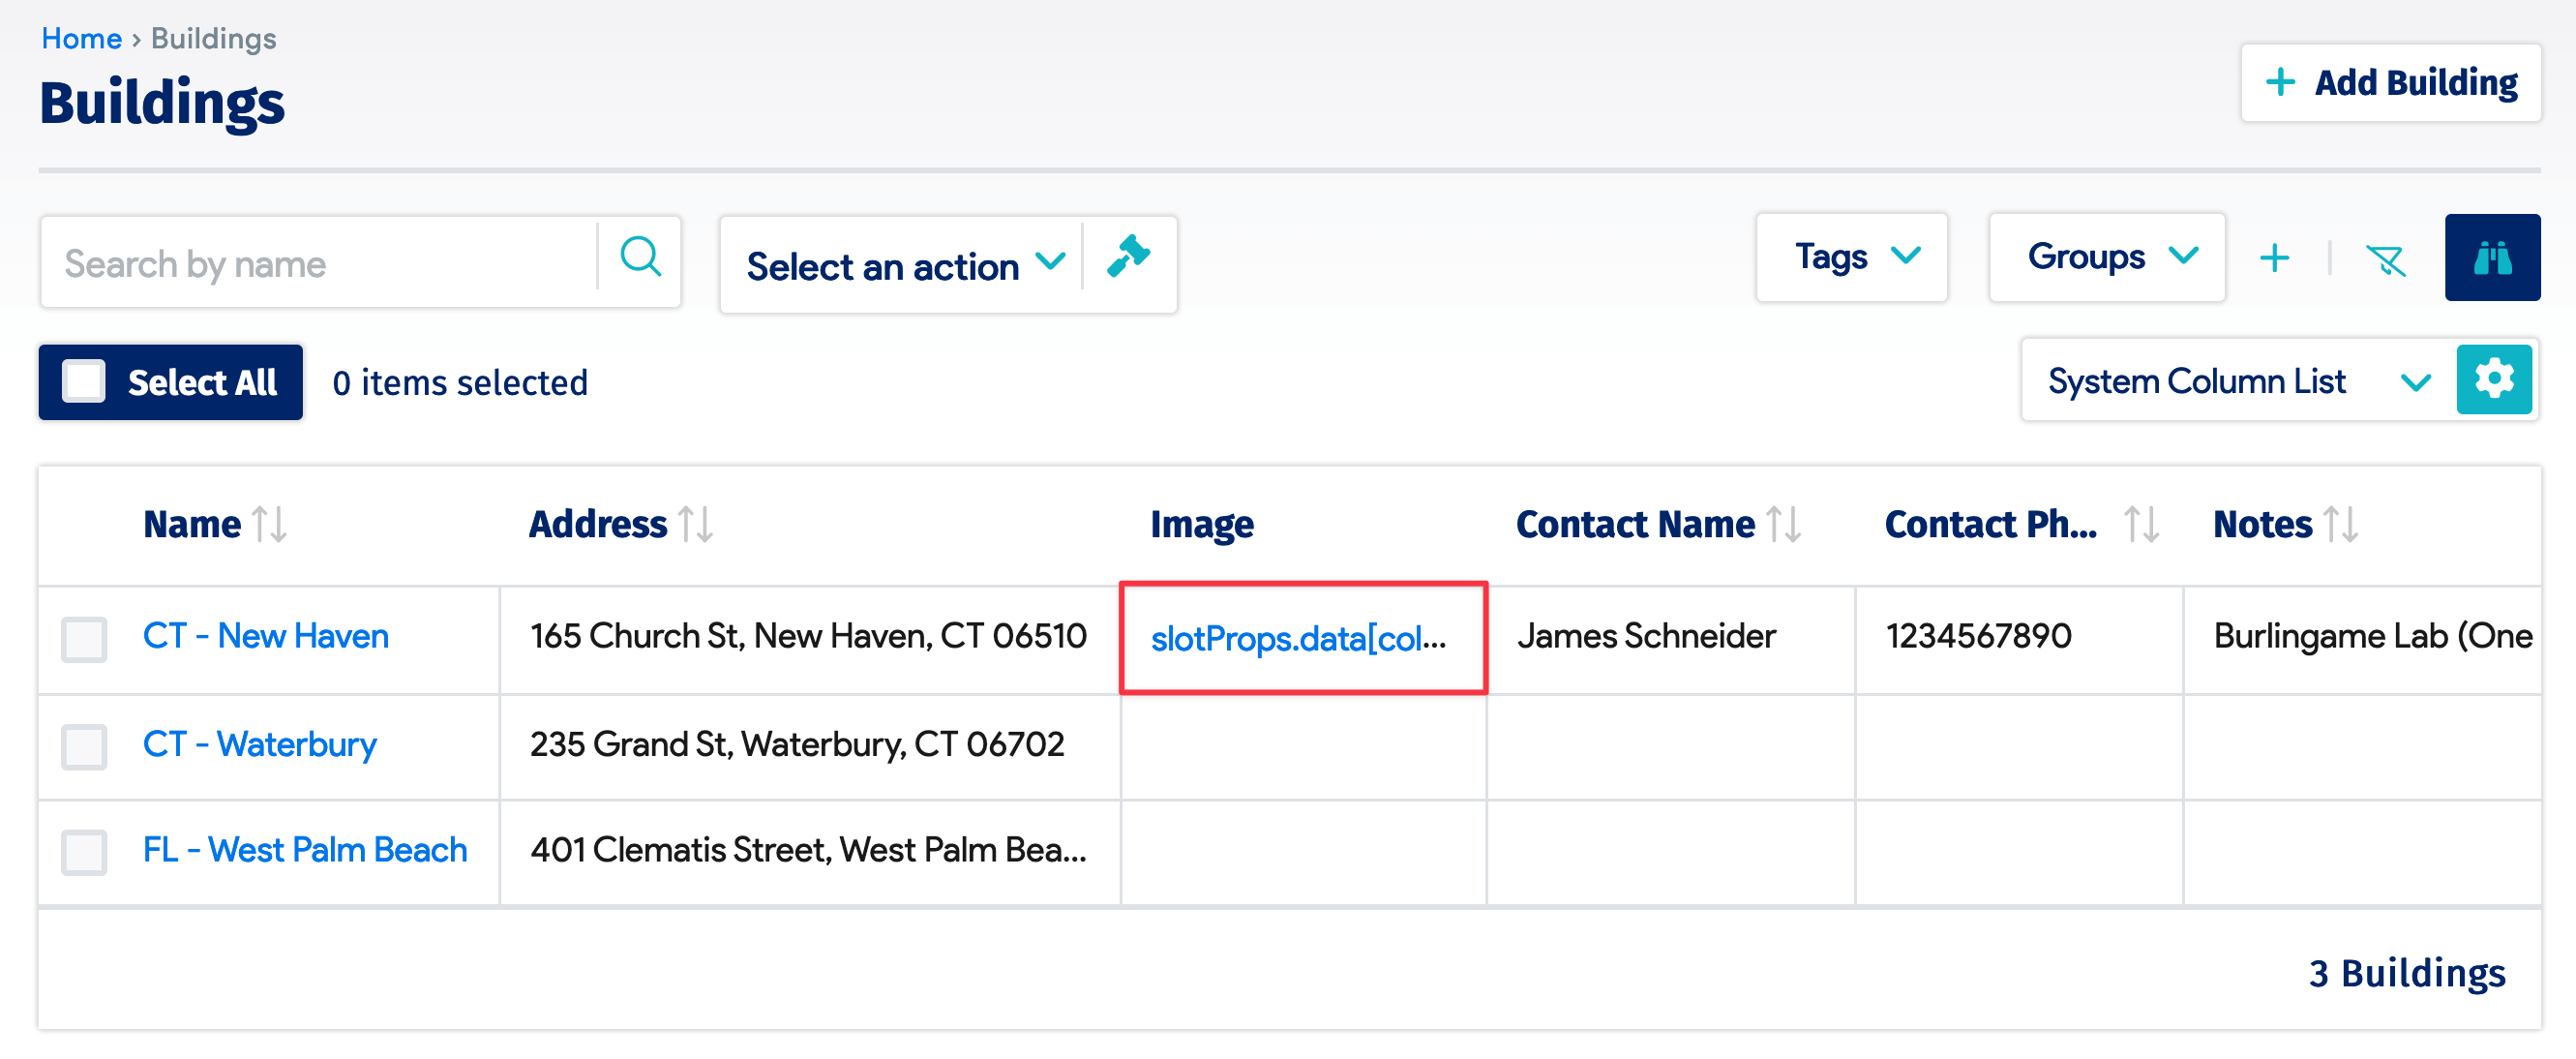 Home › Buildings
Buildings
+ Add Building
Search by name
Select an action
Tags
Groups
Select All
0 items selected
System Column List
Name Address Image Contact Name Contact Ph... Notes
CT - New Haven 165 Church St, New Haven, CT 06510 slotProps.data[col... James Schneider 1234567890 Burlingame Lab (One
CT - Waterbury 235 Grand St, Waterbury, CT 06702
FL - West Palm Beach 401 Clematis Street, West Palm Bea...
3 Buildings